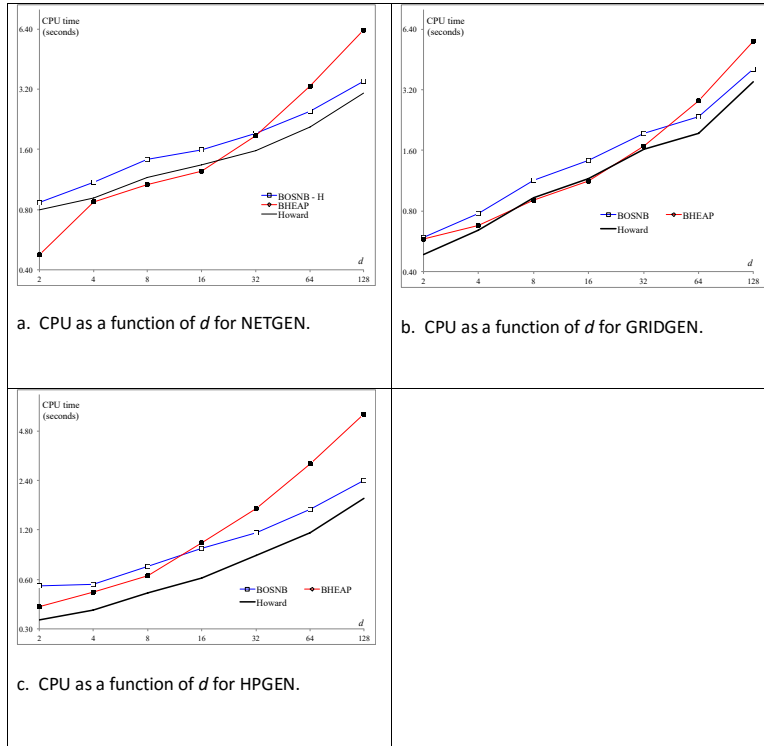 CPU time
(seconds)
6.40
3.20
1.60
0.80
0.40
BOSNB - H
BHEAP
Howard
d
2 4 8 16 32 64 128
a. CPU as a function of d for NETGEN.
CPU time
(seconds)
6.40
3.20
1.60
0.80
0.40
BOSNB BHEAP
Howard
d
2 4 8 16 32 64 128
b. CPU as a function of d for GRIDGEN.
CPU time
(seconds)
4.80
2.40
1.20
0.60
0.30
BOSNB BHEAP
Howard
d
2 4 8 16 32 64 128
c. CPU as a function of d for HPGEN.